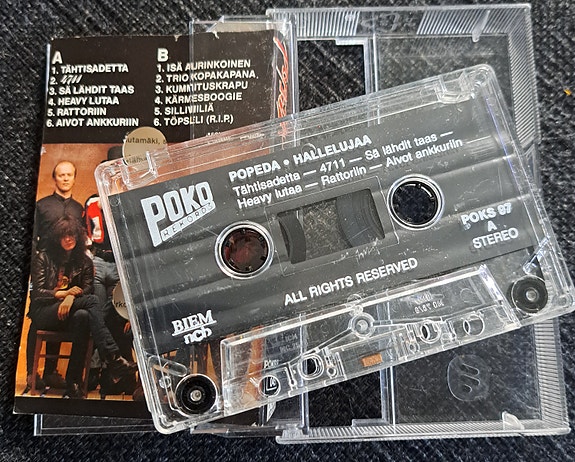 A
1. TÄHTISADETTA
2. 4711
3. SÄ LÄHDIT TAAS
4. HEAVY LUTAA
5. RATTORIIN
6. AIVOT ANKKURIIN
B
1. ISÄ AURINKOINEN
2. TRIO KOPAKAPANA
3. KUMMITUSKRAPU
4. KÄRMESBOOGIE
5. SILLIWILIÄ
6. TÖPSELI (R.I.P.)
utamäki,
POKO
RECORDS
POPEDA • HALLELUJAA
Tähtisadetta — 4711 — Sä lähdit taas —
Heavy lutaa — Rattoriin — Aivot ankkuriin
POKS 97
A
STEREO
ALL RIGHTS RESERVED
BIEM
ncb